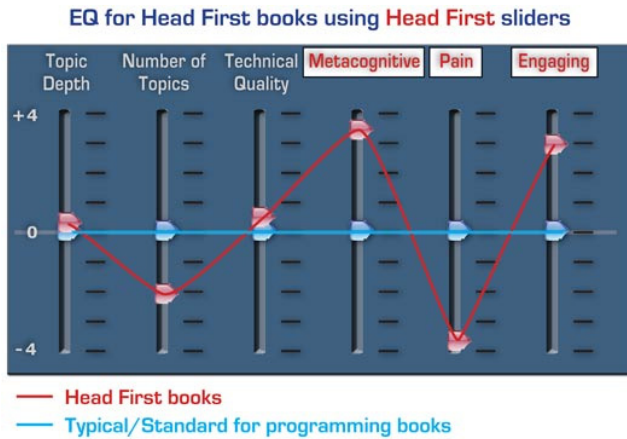 EQ for Head First books using Head First sliders
Topic Depth
Number of Topics
Technical Quality
Metacognitive
Pain
Engaging
+4
0
-4
Head First books
Typical/Standard for programming books